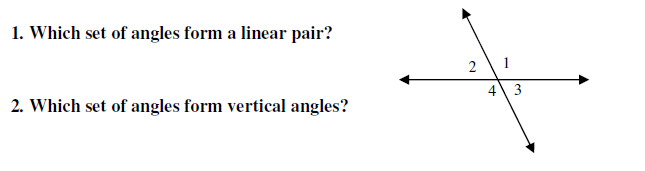 1. Which set of angles form a linear pair?
2 1
4 3
2. Which set of angles form vertical angles?